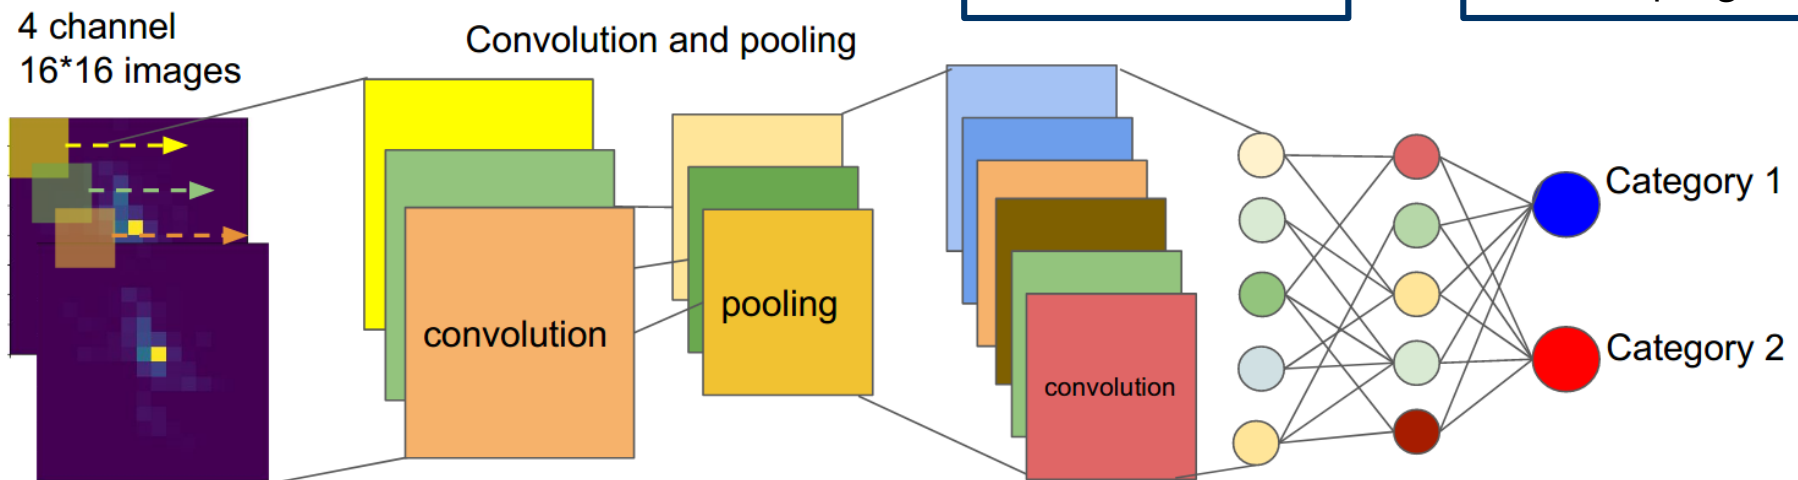 4 channel
16*16 images
Convolution and pooling
convolution
pooling
convolution
Category 1
Category 2